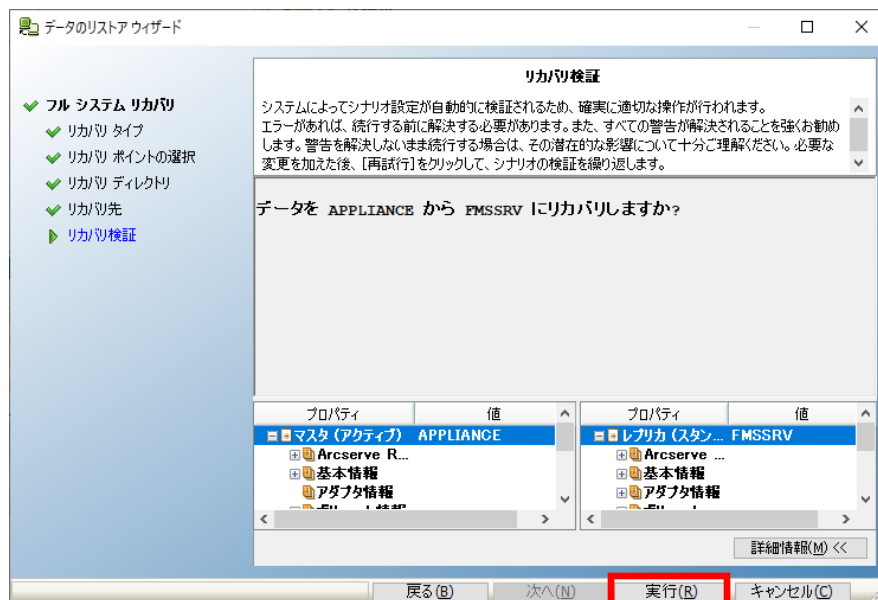 データのリストア ウィザード
フル システム リカバリ
リカバリ タイプ
リカバリ ポイントの選択
リカバリ ディレクトリ
リカバリ先
リカバリ検証
リカバリ検証
システムによってシナリオ設定が自動的に検証されるため、確実に適切な操作が行われます。
エラーがあれば、続行する前に解決する必要があります。また、すべての警告が解決されることを強くお勧め
します。警告を解決しないまま続行する場合は、その潜在的な影響について十分ご理解ください。必要な
変更を加えた後、[再試行]をクリックして、シナリオの検証を繰り返します。
データを APPLIANCE から FMSSRV にリカバリしますか?
プロパティ 値
マスタ (アクティブ) APPLIANCE
Arcserve R...
基本情報
アダプタ情報
プロパティ 値
レプリカ (スタン... FMSSRV
Arcserve ...
基本情報
アダプタ情報
詳細情報(M) <<
戻る(B) 次へ(N) 実行(R) キャンセル(C)